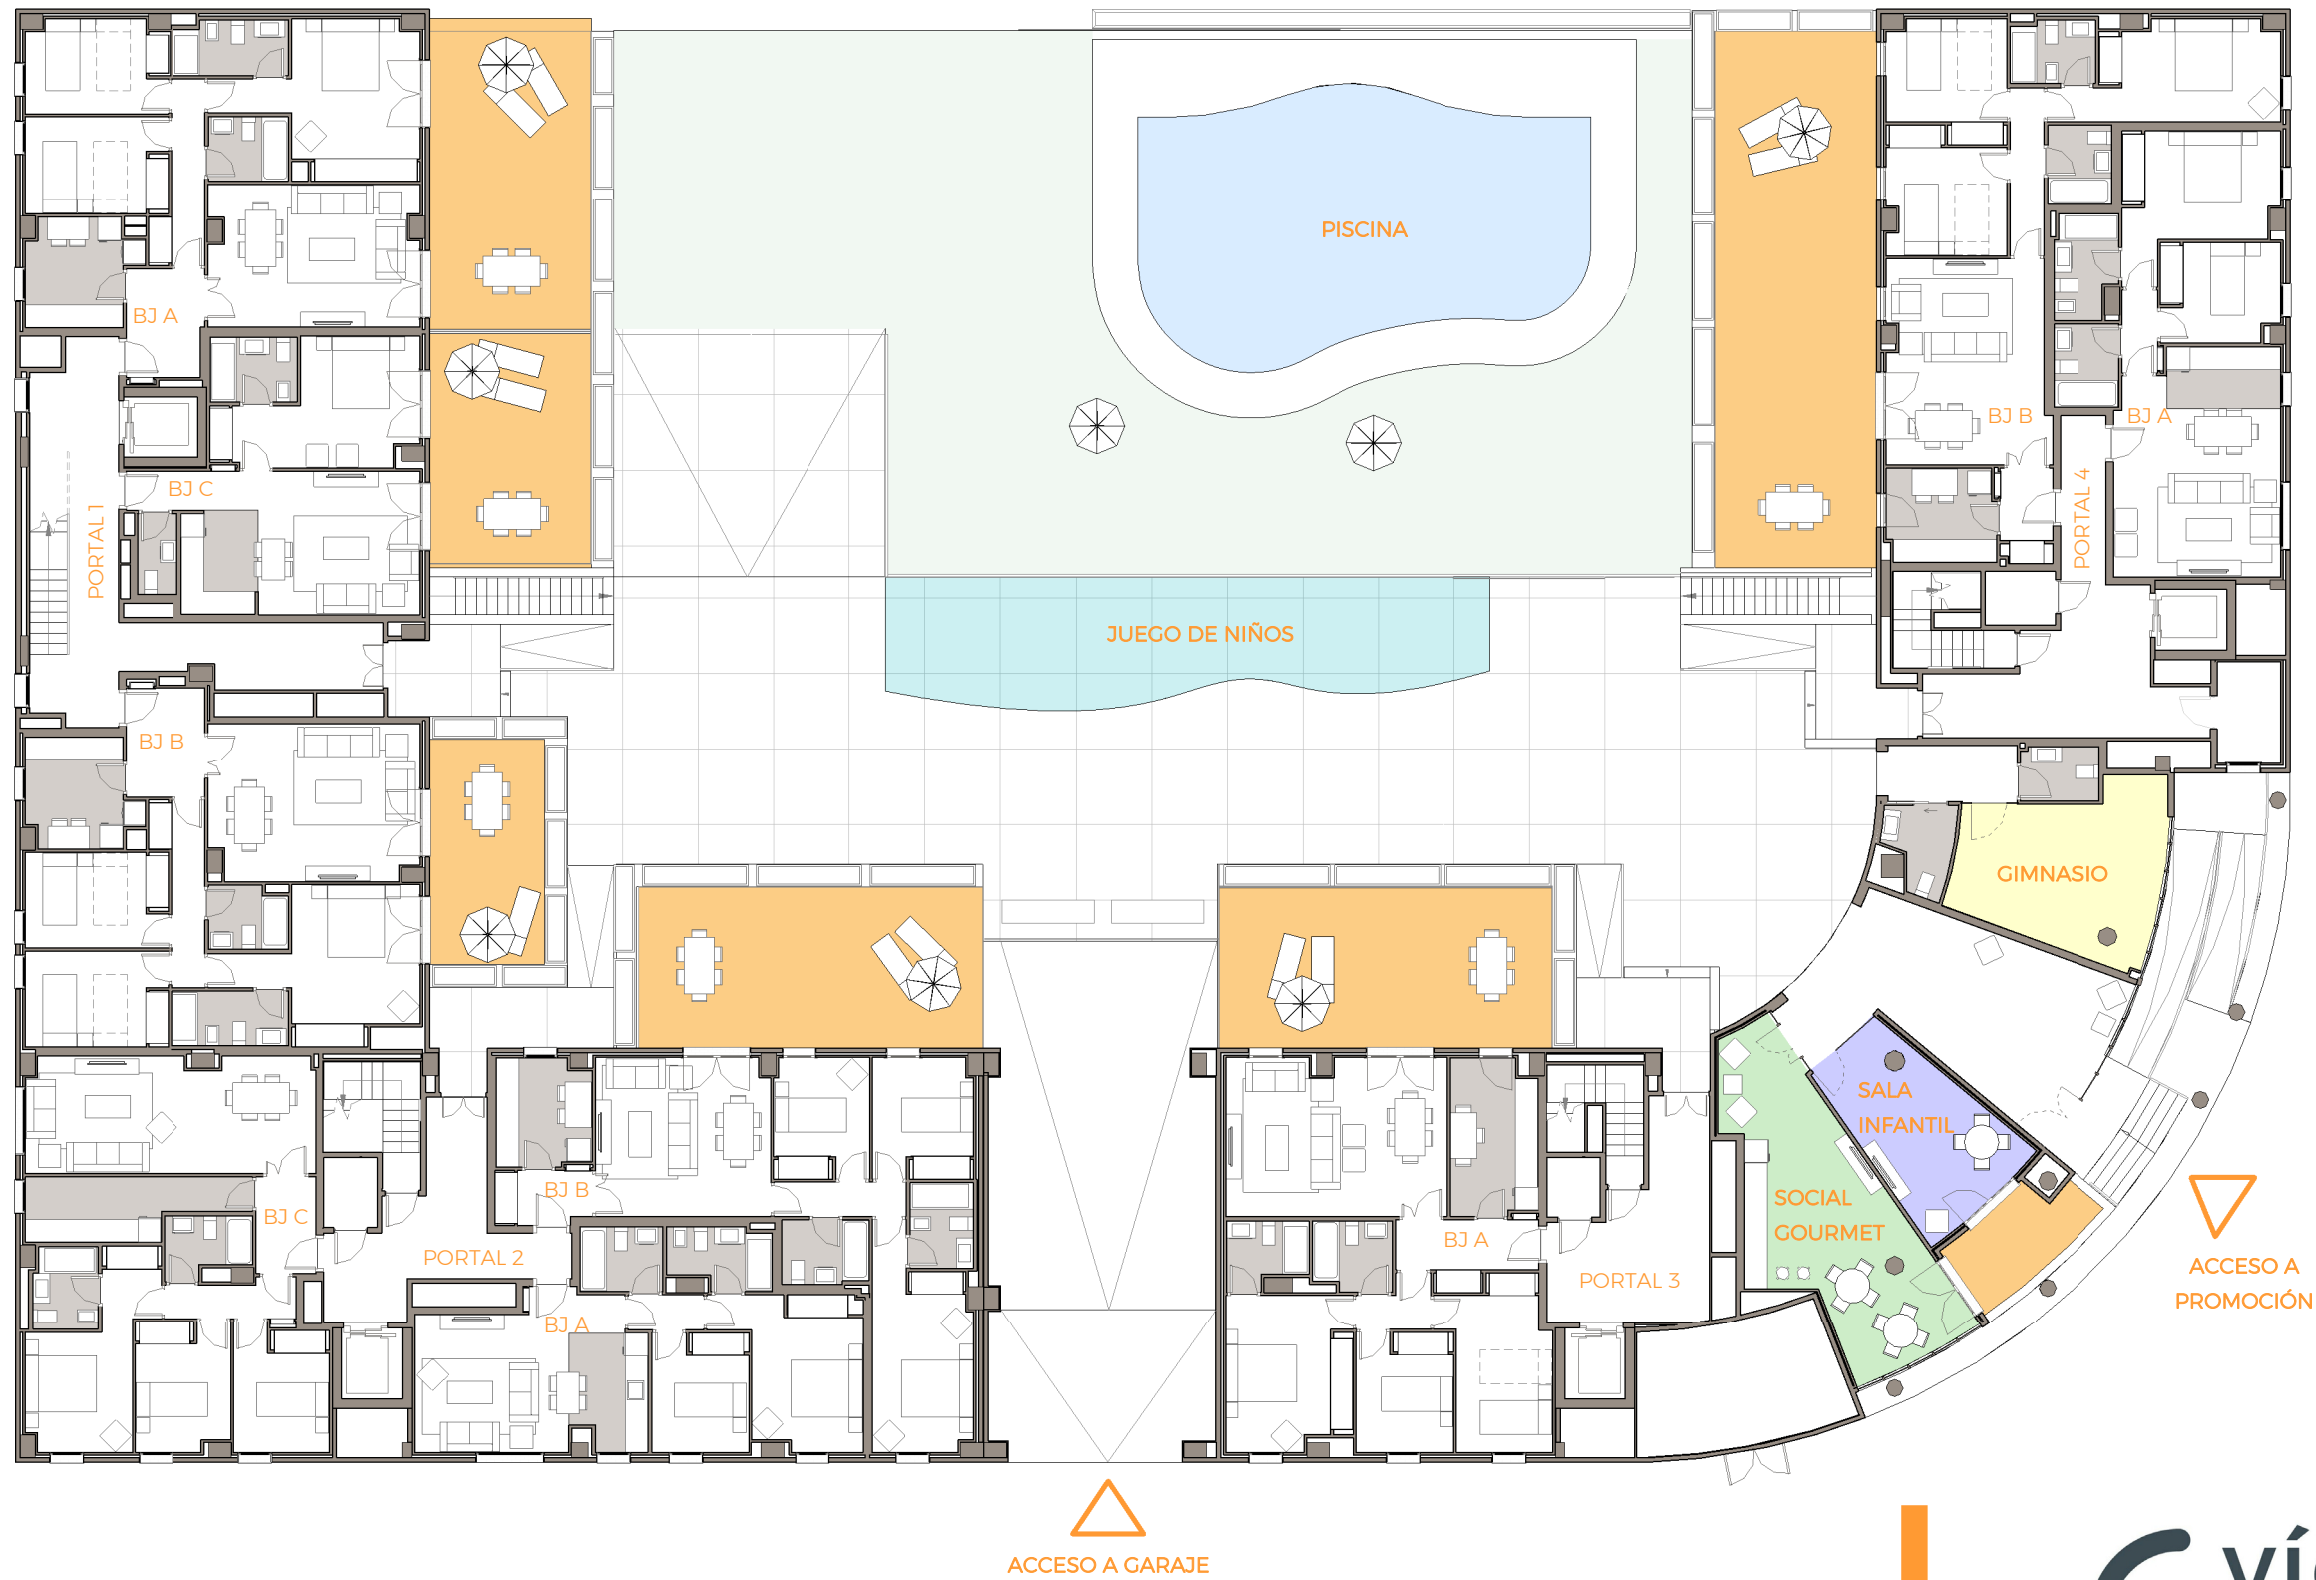 PISCINA
BJ A
BJ C
PORTAL 1
BJ B
BJ A
PORTAL 4
JUEGO DE NIÑOS
BJ B
GIMNASIO
SALA
INFANTIL
SOCIAL
GOURMET
BJ B
BJ C
PORTAL 2
BJ A
BJ A
PORTAL 3
ACCESO A
PROMOCIÓN
ACCESO A GARAJE